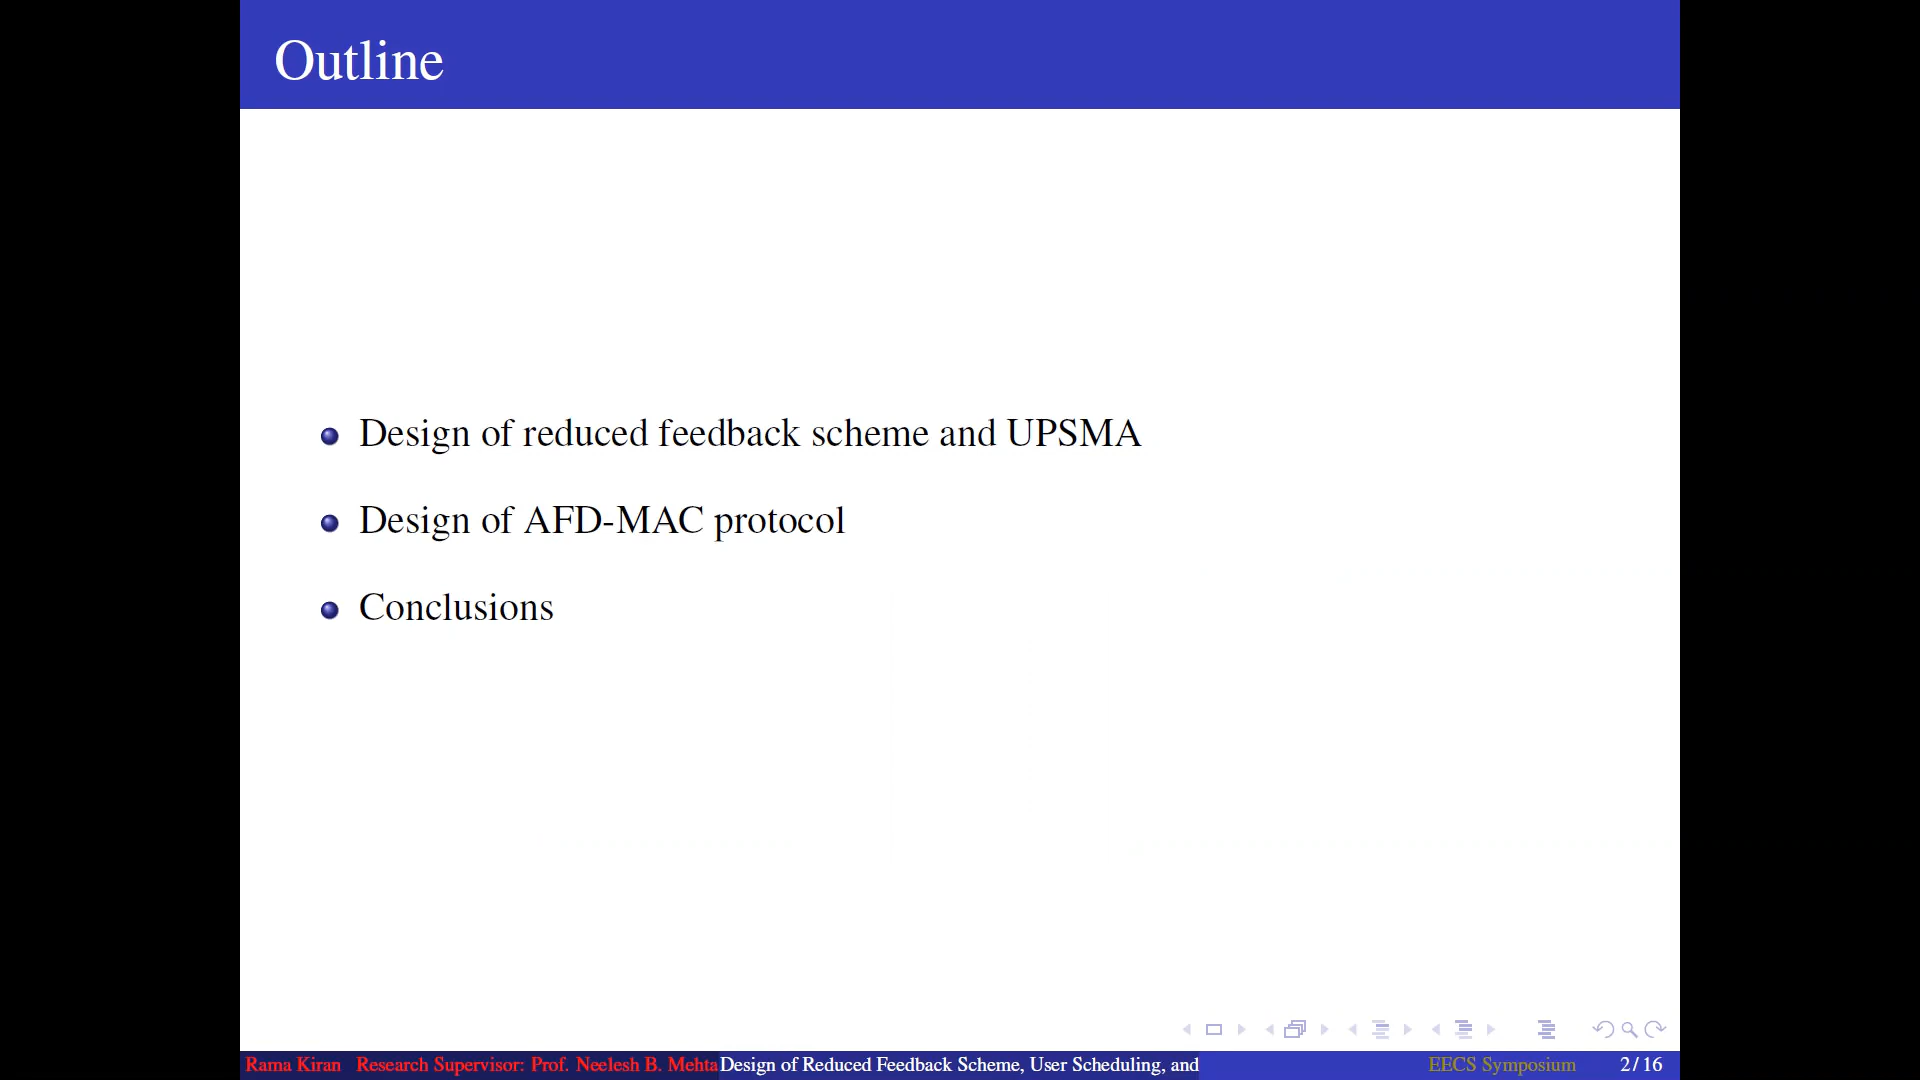 Outline
Design of reduced feedback scheme and UPSMA
Design of AFD-MAC protocol
Conclusions
Rama Kiran Research Supervisor: Prof. Neelesh B. Mehta Design of Reduced Feedback Scheme, User Scheduling, and EECS Symposium 2 / 16